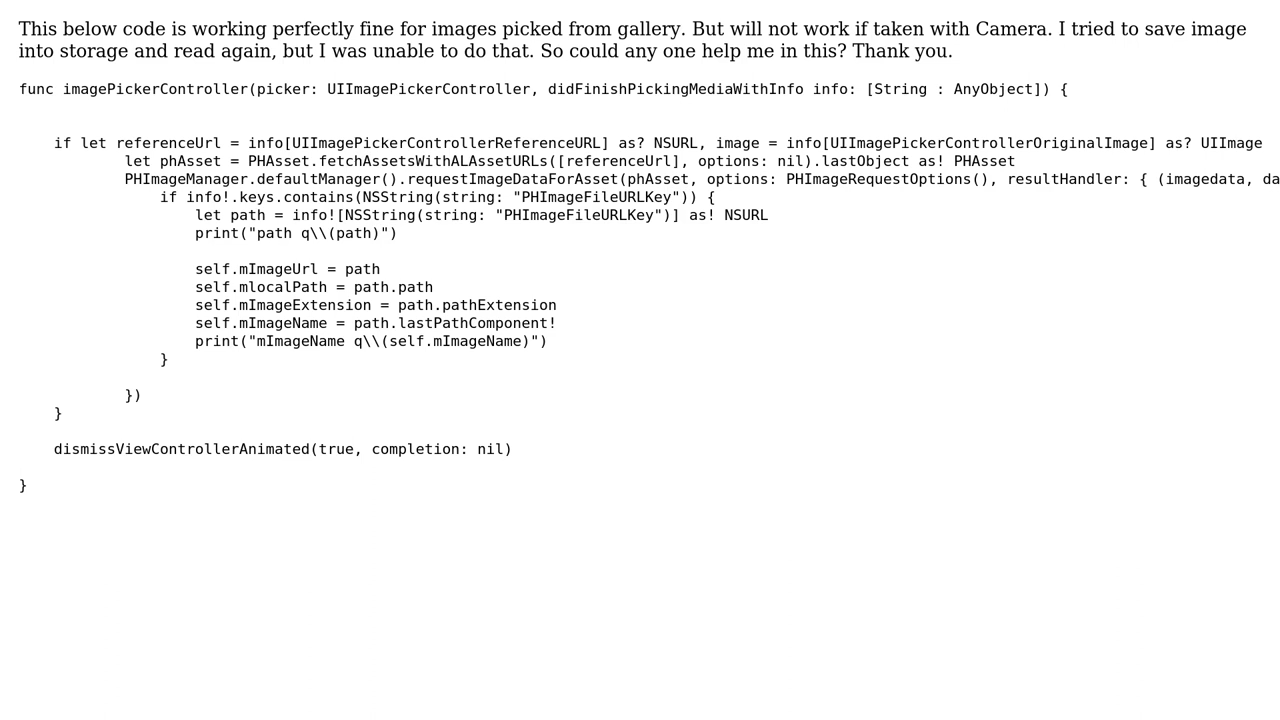 This below code is working perfectly fine for images picked from gallery. But will not work if taken with Camera. I tried to save image
into storage and read again, but I was unable to do that. So could any one help me in this? Thank you.
func imagePickerController(picker: UIImagePickerController, didFinishPickingMediaWithInfo info: [String : AnyObject]) {
    if let referenceUrl = info[UIImagePickerControllerReferenceURL] as? NSURL, image = info[UIImagePickerControllerOriginalImage] as? UIImage
            let phAsset = PHAsset.fetchAssetsWithALAssetURLs([referenceUrl], options: nil).lastObject as! PHAsset
            PHImageManager.defaultManager().requestImageDataForAsset(phAsset, options: PHImageRequestOptions(), resultHandler: { (imagedata, da
                if info!.keys.contains(NSString(string: "PHImageFileURLKey")) {
                    let path = info![NSString(string: "PHImageFileURLKey")] as! NSURL
                    print("path q\\(path)")
                    self.mImageUrl = path
                    self.mlocalPath = path.path
                    self.mImageExtension = path.pathExtension
                    self.mImageName = path.lastPathComponent!
                    print("mImageName q\\(self.mImageName)")
                }
            })
    }
    dismissViewControllerAnimated(true, completion: nil)
}